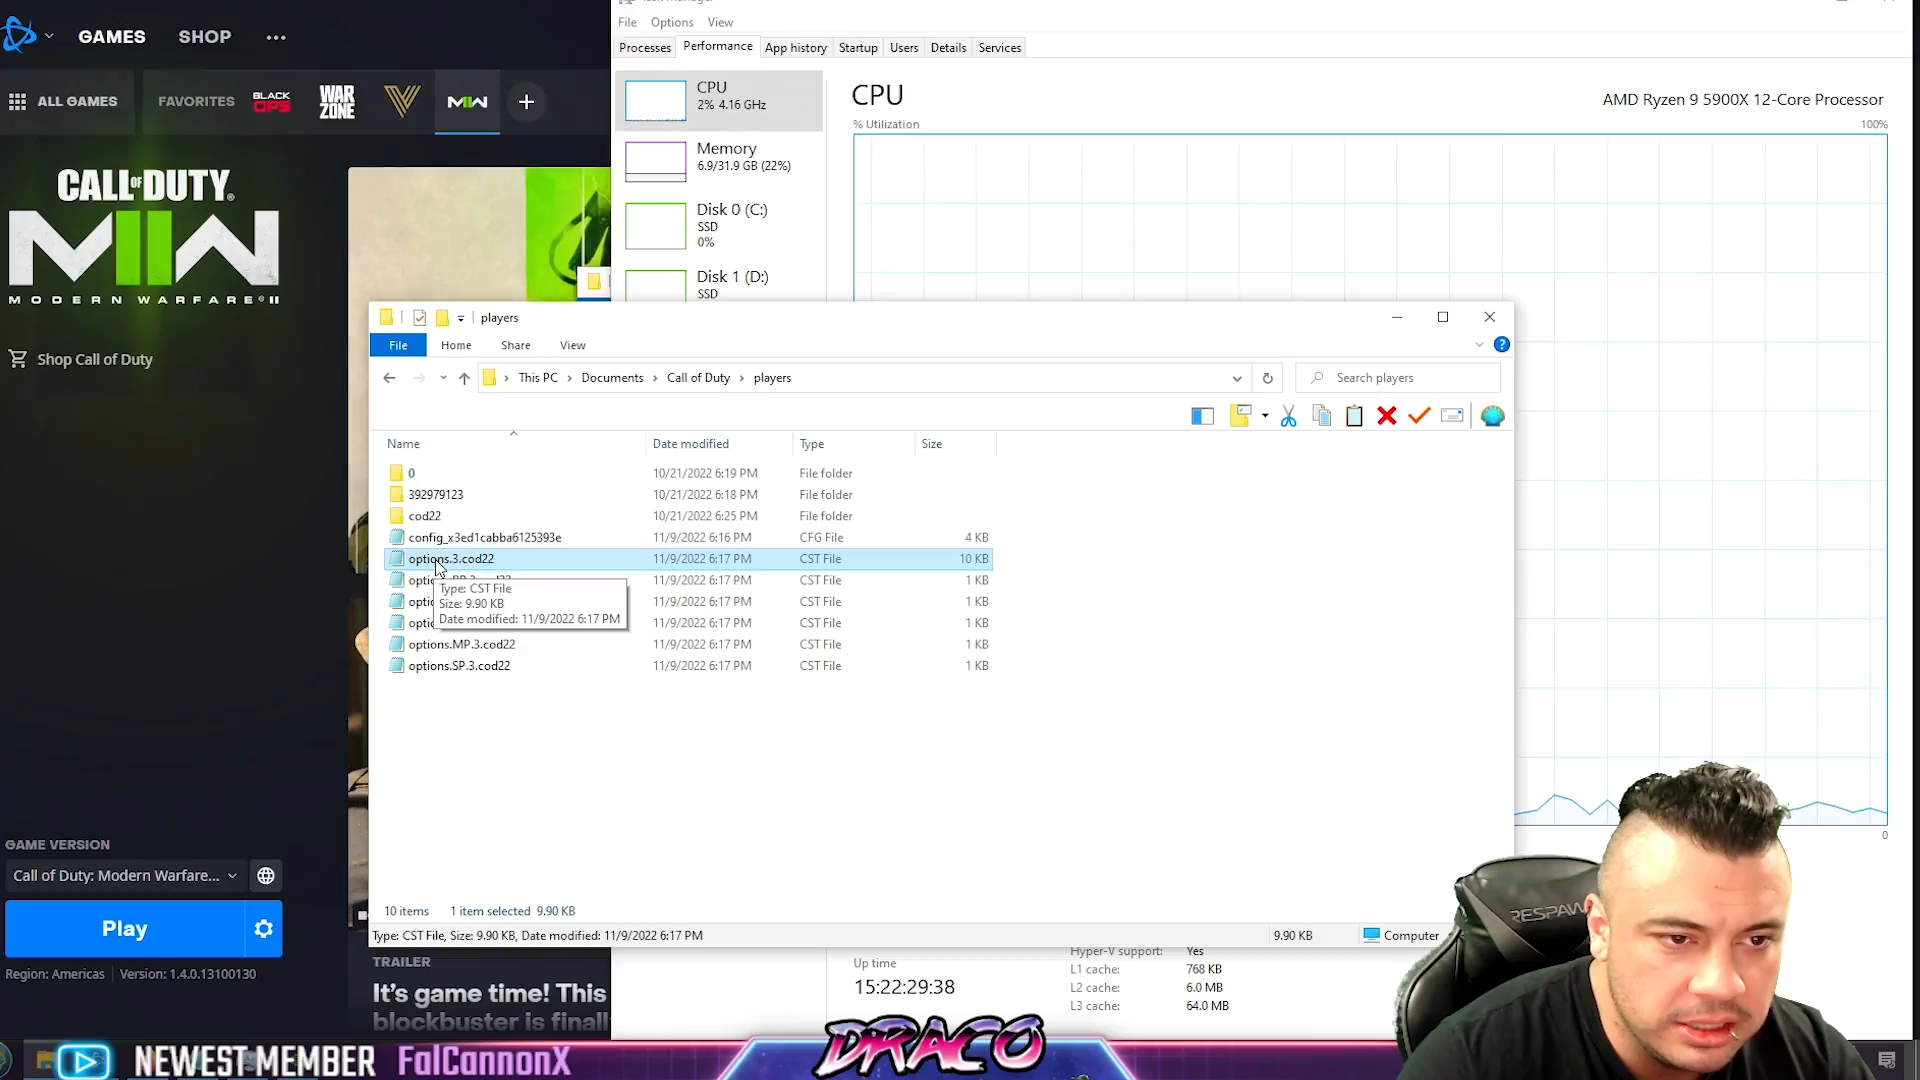 GAMES SHOP ...
ALL GAMES FAVORITES BLACK OPS WAR ZONE MW
CALL OF DUTY
MW
MODERN WARFARE II
Shop Call of Duty
GAME VERSION
Call of Duty: Modern Warfare...
Play
Region: Americas Version: 1.4.0.13100130
TRAILER
It's game time! This
blockbuster is finall
File Options View
Processes Performance App history Startup Users Details Services
CPU
2% 4.16 GHz
Memory
6.9/31.9 GB (22%)
Disk 0 (C:)
SSD
0%
Disk 1 (D:)
SSD
CPU AMD Ryzen 9 5900X 12-Core Processor
% Utilization 100%
0
players
File Home Share View
This PC > Documents > Call of Duty > players
Search players
Name Date modified Type Size
0 10/21/2022 6:19 PM File folder
392979123 10/21/2022 6:18 PM File folder
cod22 10/21/2022 6:25 PM File folder
config_x3ed1cabba6125393e 11/9/2022 6:16 PM CFG File 4 KB
options.3.cod22 11/9/2022 6:17 PM CST File 10 KB
optio 11/9/2022 6:17 PM CST File 1 KB
optio 11/9/2022 6:17 PM CST File 1 KB
optio 11/9/2022 6:17 PM CST File 1 KB
options.MP.3.cod22 11/9/2022 6:17 PM CST File 1 KB
options.SP.3.cod22 11/9/2022 6:17 PM CST File 1 KB
Type: CST File
Size: 9.90 KB
Date modified: 11/9/2022 6:17 PM
10 items 1 item selected 9.90 KB
Type: CST File, Size: 9.90 KB, Date modified: 11/9/2022 6:17 PM 9.90 KB Computer
Up time
15:22:29:38
Hyper-V support: Yes
L1 cache: 768 KB
L2 cache: 6.0 MB
L3 cache: 64.0 MB
RESPAW
NEWEST MEMBER FalCannonX
DRACO